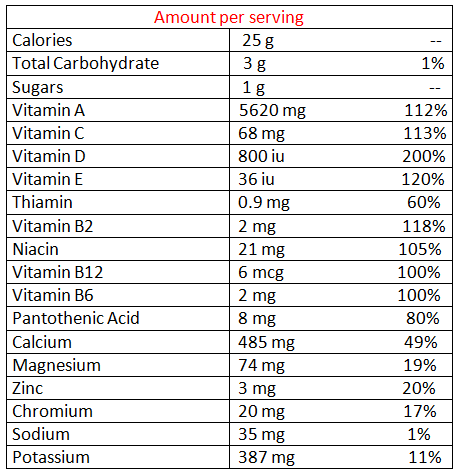 Amount per serving
Calories 25 g --
Total Carbohydrate 3 g 1%
Sugars 1 g --
Vitamin A 5620 mg 112%
Vitamin C 68 mg 113%
Vitamin D 800 iu 200%
Vitamin E 36 iu 120%
Thiamin 0.9 mg 60%
Vitamin B2 2 mg 118%
Niacin 21 mg 105%
Vitamin B12 6 mcg 100%
Vitamin B6 2 mg 100%
Pantothenic Acid 8 mg 80%
Calcium 485 mg 49%
Magnesium 74 mg 19%
Zinc 3 mg 20%
Chromium 20 mg 17%
Sodium 35 mg 1%
Potassium 387 mg 11%